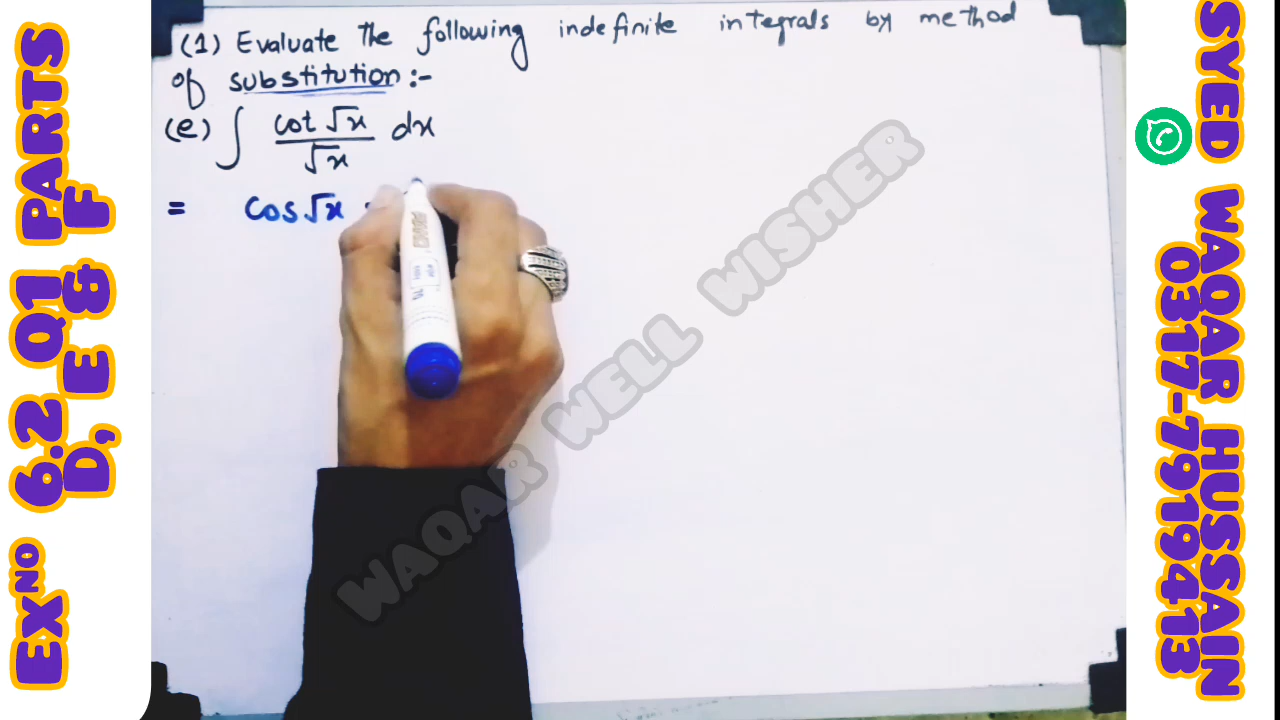 (1) Evaluate the following indefinite integrals by method
of substitution:-
(e) ∫ cot √x / √x dx
= cos √x
EX NO 6.2 Q1 PARTS
D, E & F
SYED WAQAR HUSSAIN
0317-7919413
WAQAR WELL WISHER